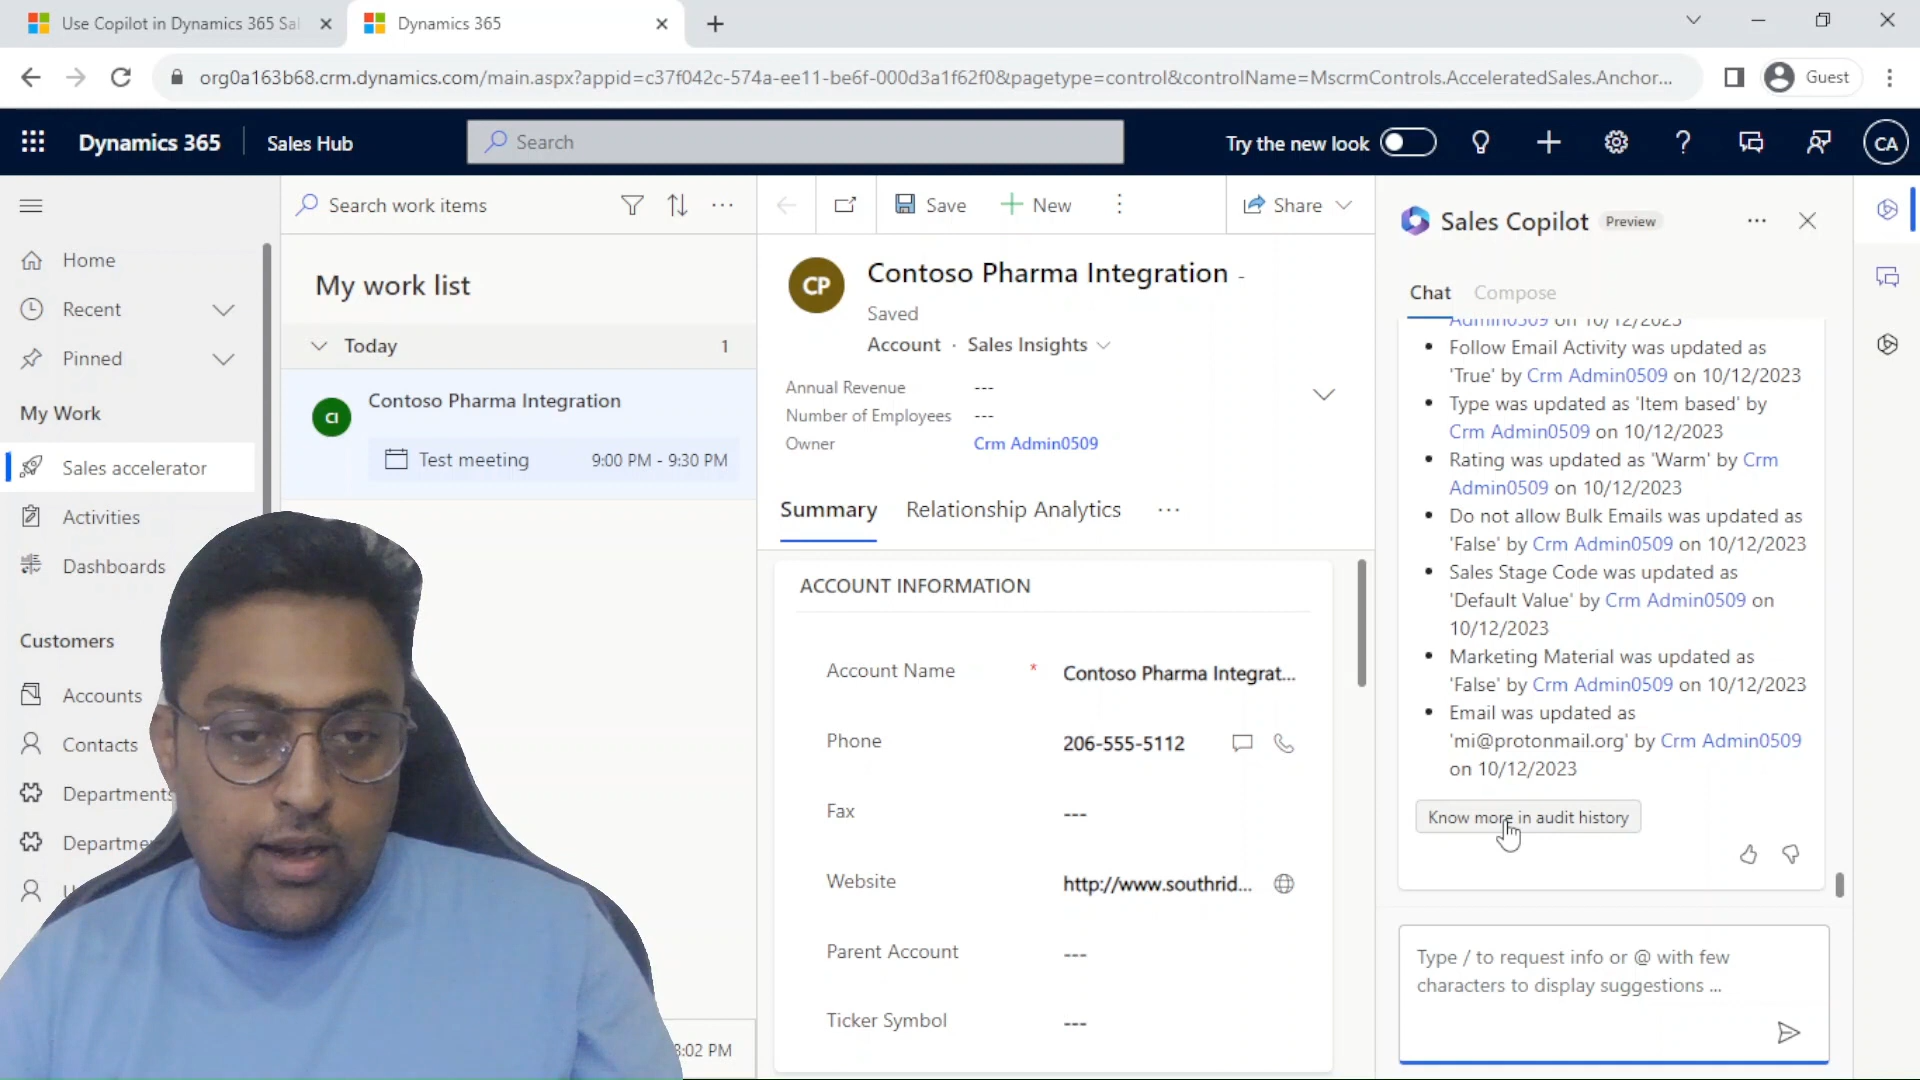 Use Copilot in Dynamics 365 Sal
Dynamics 365
org0a163b68.crm.dynamics.com/main.aspx?appid=c37f042c-574a-ee11-be6f-000d3a1f62f0&pagetype=control&controlName=MscrmControls.AcceleratedSales.Anchor...
Guest
Dynamics 365
Sales Hub
Search
Try the new look
CA
Home
Recent
Pinned
My Work
Sales accelerator
Activities
Dashboards
Customers
Accounts
Contacts
Departments
Departme
Search work items
My work list
Today
1
CI
Contoso Pharma Integration
Test meeting
9:00 PM - 9:30 PM
8:02 PM
Save
New
Share
CP
Contoso Pharma Integration -
Saved
Account · Sales Insights
Annual Revenue ---
Number of Employees ---
Owner Crm Admin0509
Summary
Relationship Analytics
ACCOUNT INFORMATION
Account Name * Contoso Pharma Integrat...
Phone 206-555-5112
Fax ---
Website http://www.southrid...
Parent Account ---
Ticker Symbol ---
Sales Copilot Preview
Chat
Compose
Admin0509 on 10/12/2023
Follow Email Activity was updated as
'True' by Crm Admin0509 on 10/12/2023
Type was updated as 'Item based' by
Crm Admin0509 on 10/12/2023
Rating was updated as 'Warm' by Crm
Admin0509 on 10/12/2023
Do not allow Bulk Emails was updated as
'False' by Crm Admin0509 on 10/12/2023
Sales Stage Code was updated as
'Default Value' by Crm Admin0509 on
10/12/2023
Marketing Material was updated as
'False' by Crm Admin0509 on 10/12/2023
Email was updated as
'mi@protonmail.org' by Crm Admin0509
on 10/12/2023
Know more in audit history
Type / to request info or @ with few
characters to display suggestions ...